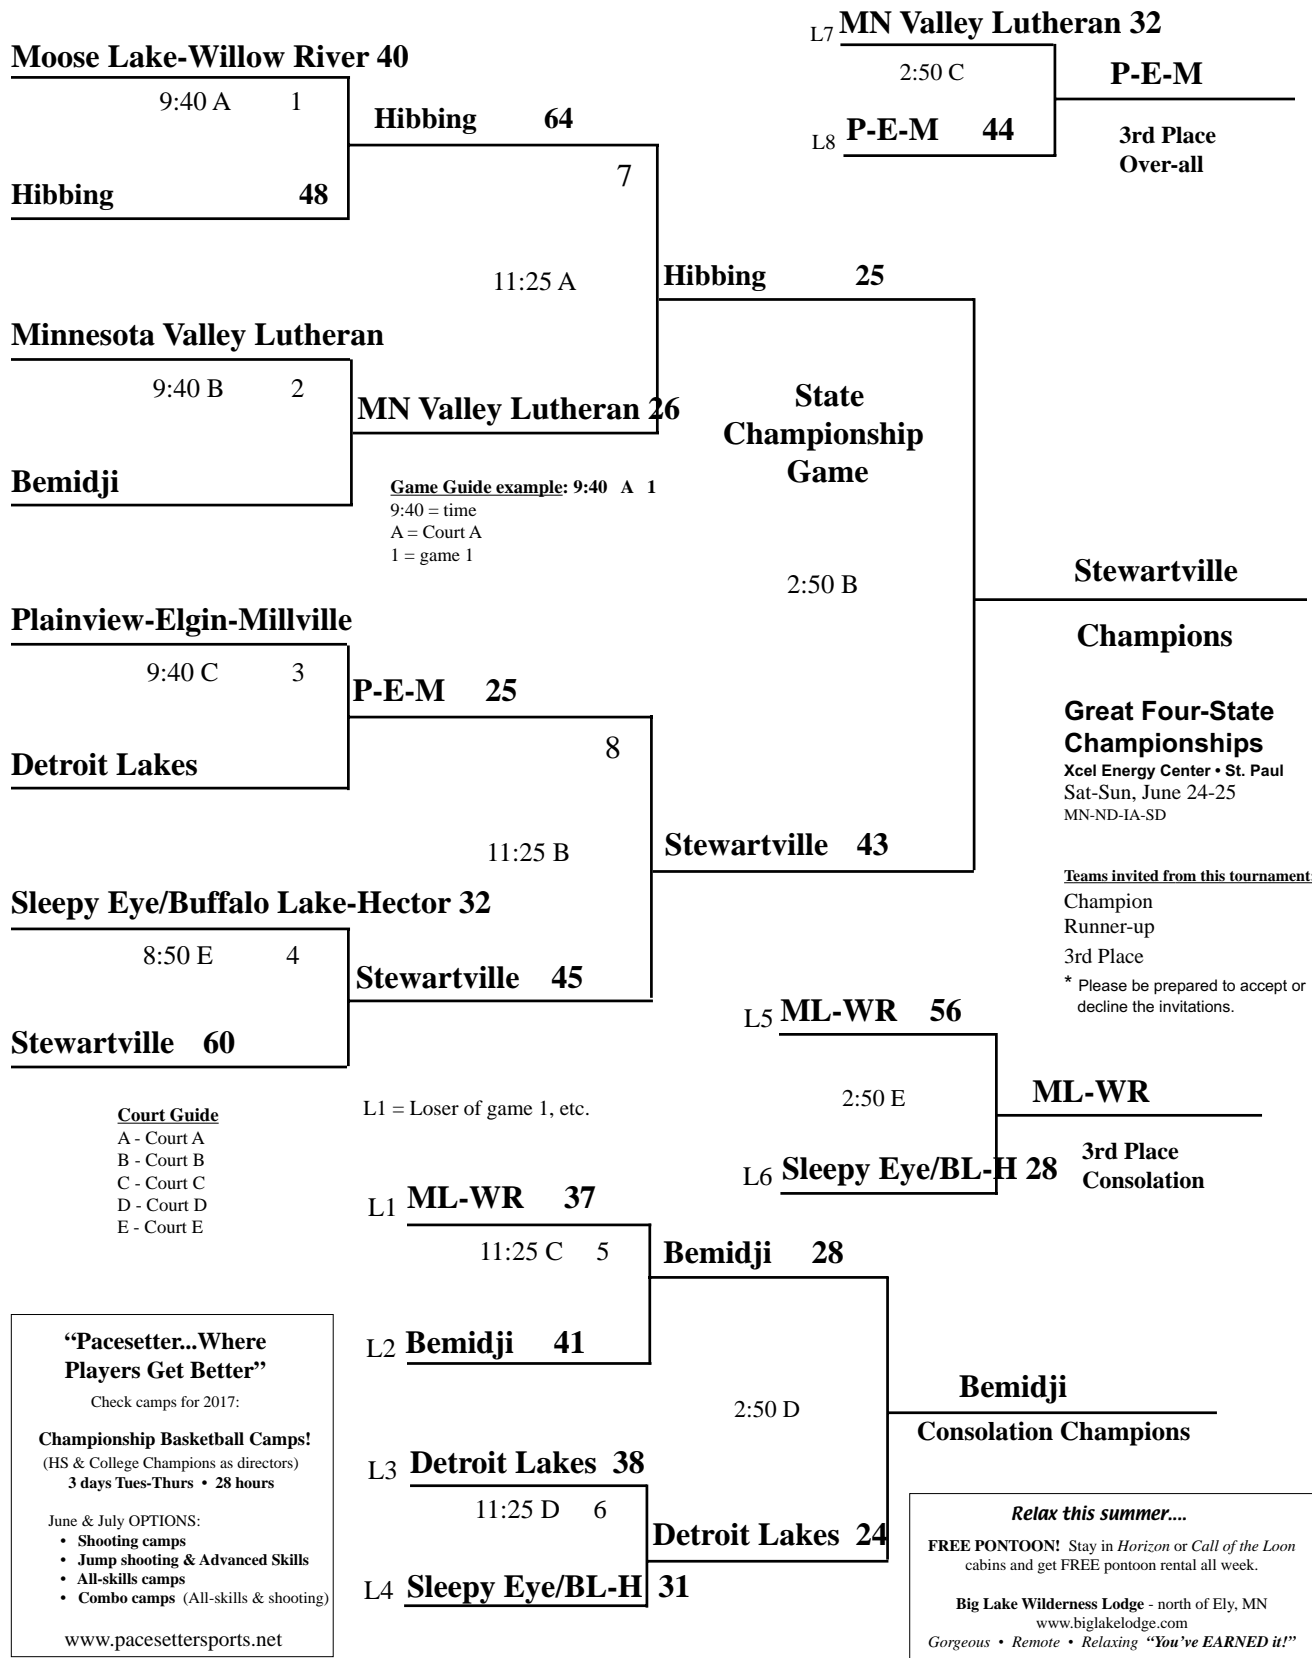 Moose Lake-Willow River 40
9:40 A 1
Hibbing 48
Hibbing 64
7
11:25 A
Minnesota Valley Lutheran
9:40 B 2
Bemidji
MN Valley Lutheran 26
Game Guide example: 9:40 A 1
9:40 = time
A = Court A
1 = game 1
Plainview-Elgin-Millville
9:40 C 3
Detroit Lakes
P-E-M 25
8
11:25 B
Sleepy Eye/Buffalo Lake-Hector 32
8:50 E 4
Stewartville 60
Stewartville 45
Hibbing 25
State
Championship
Game
2:50 B
Stewartville 43
Stewartville
Champions
L7 MN Valley Lutheran 32
2:50 C
L8 P-E-M 44
P-E-M
3rd Place
Over-all
Great Four-State
Championships
Xcel Energy Center • St. Paul
Sat-Sun, June 24-25
MN-ND-IA-SD
Teams invited from this tournament:
Champion
Runner-up
3rd Place
* Please be prepared to accept or
decline the invitations.
L5 ML-WR 56
2:50 E
L6 Sleepy Eye/BL-H 28
ML-WR
3rd Place
Consolation
Court Guide
A - Court A
B - Court B
C - Court C
D - Court D
E - Court E
L1 = Loser of game 1, etc.
L1 ML-WR 37
11:25 C 5
L2 Bemidji 41
Bemidji 28
2:50 D
L3 Detroit Lakes 38
11:25 D 6
L4 Sleepy Eye/BL-H 31
Detroit Lakes 24
Bemidji
Consolation Champions
“Pacesetter...Where
Players Get Better”
Check camps for 2017:
Championship Basketball Camps!
(HS & College Champions as directors)
3 days Tues-Thurs • 28 hours
June & July OPTIONS:
• Shooting camps
• Jump shooting & Advanced Skills
• All-skills camps
• Combo camps (All-skills & shooting)
www.pacesettersports.net
Relax this summer....
FREE PONTOON! Stay in Horizon or Call of the Loon
cabins and get FREE pontoon rental all week.
Big Lake Wilderness Lodge - north of Ely, MN
www.biglakelodge.com
Gorgeous • Remote • Relaxing “You’ve EARNED it!”